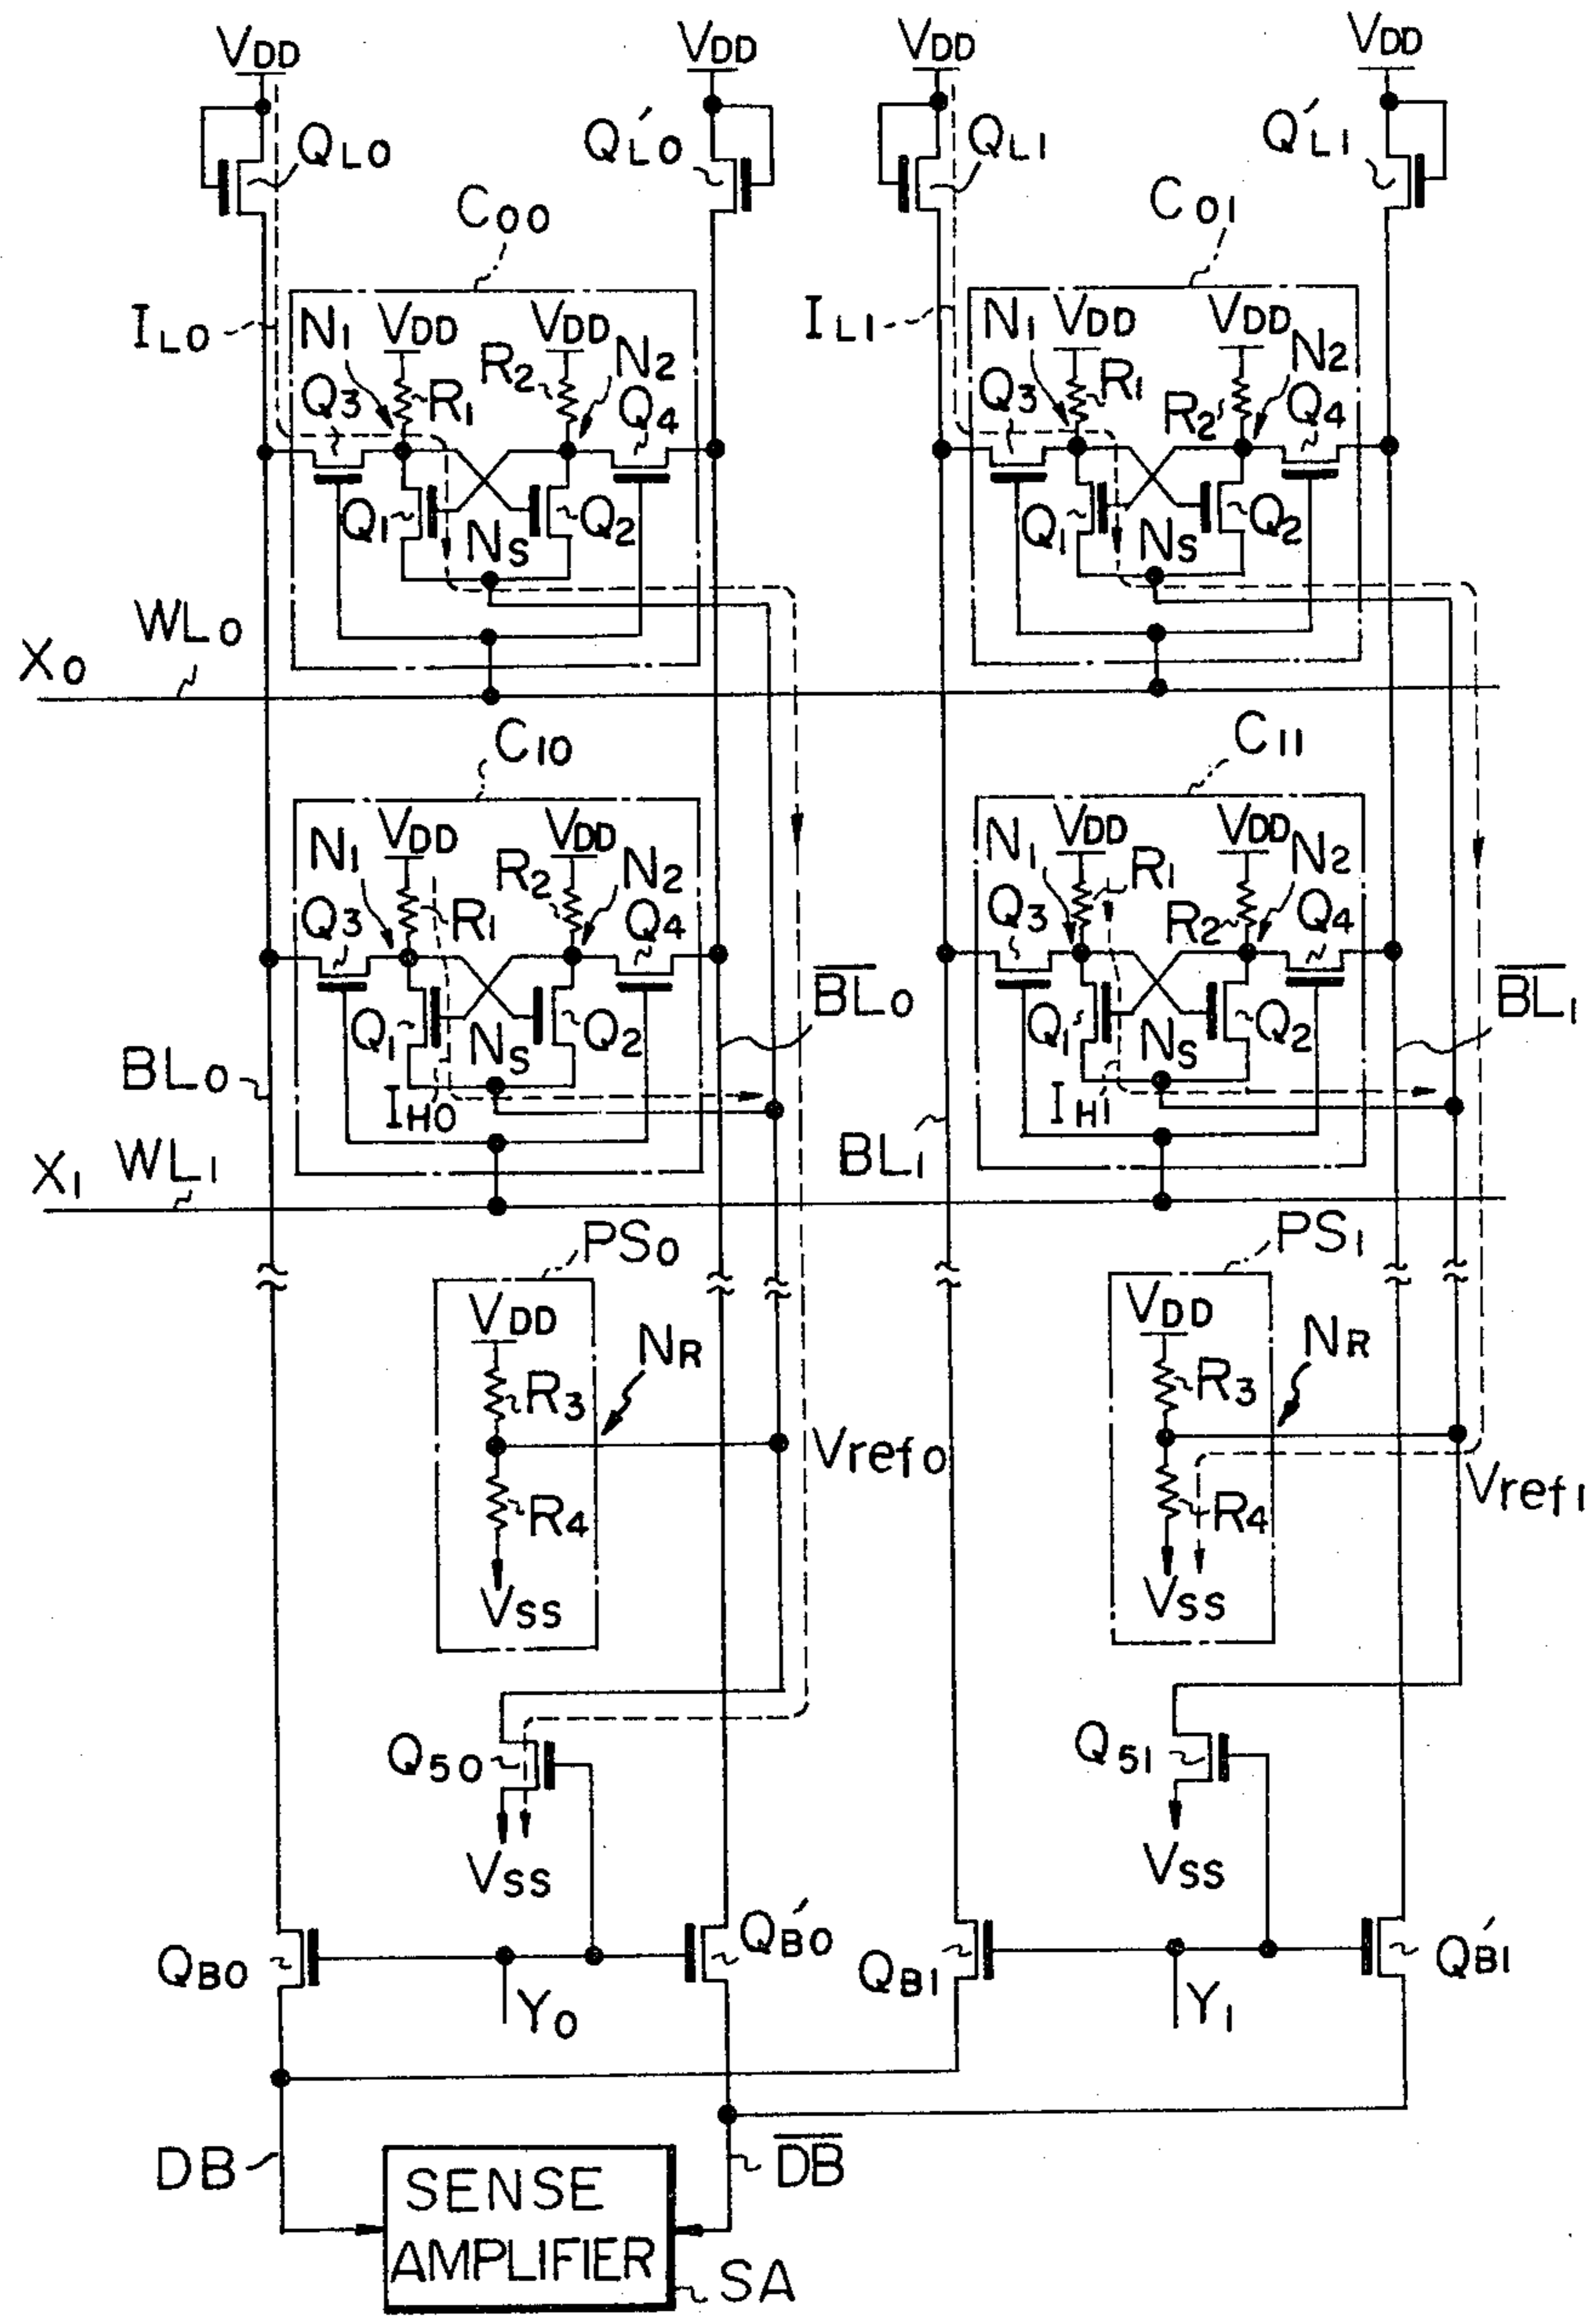 VDD VDD VDD VDD
QL0 Q'L0 QL1 Q'L1
C00 C01
IL0 N1 VDD VDD N2 IL1 N1 VDD VDD N2
Q3 R1 R2 Q4 Q3 R1 R2 Q4
Q1 NS Q2 Q1 NS Q2
X0 WL0
C10 C11
N1 VDD VDD N2 N1 VDD VDD N2
Q3 R1 R2 Q4 Q3 R1 R2 Q4
Q1 NS Q2 Q1 NS Q2
BL0 IH0 B̅L̅0 IH1 B̅L̅1
X1 WL1 BL1
PS0 PS1
VDD NR VDD NR
R3 R3
Vref0 Vref1
R4 R4
VSS VSS
Q50 Q51
VSS VSS
QB0 Q'B0 QB1 Q'B1
Y0 Y1
DB D̅B̅
SENSE
AMPLIFIER
SA